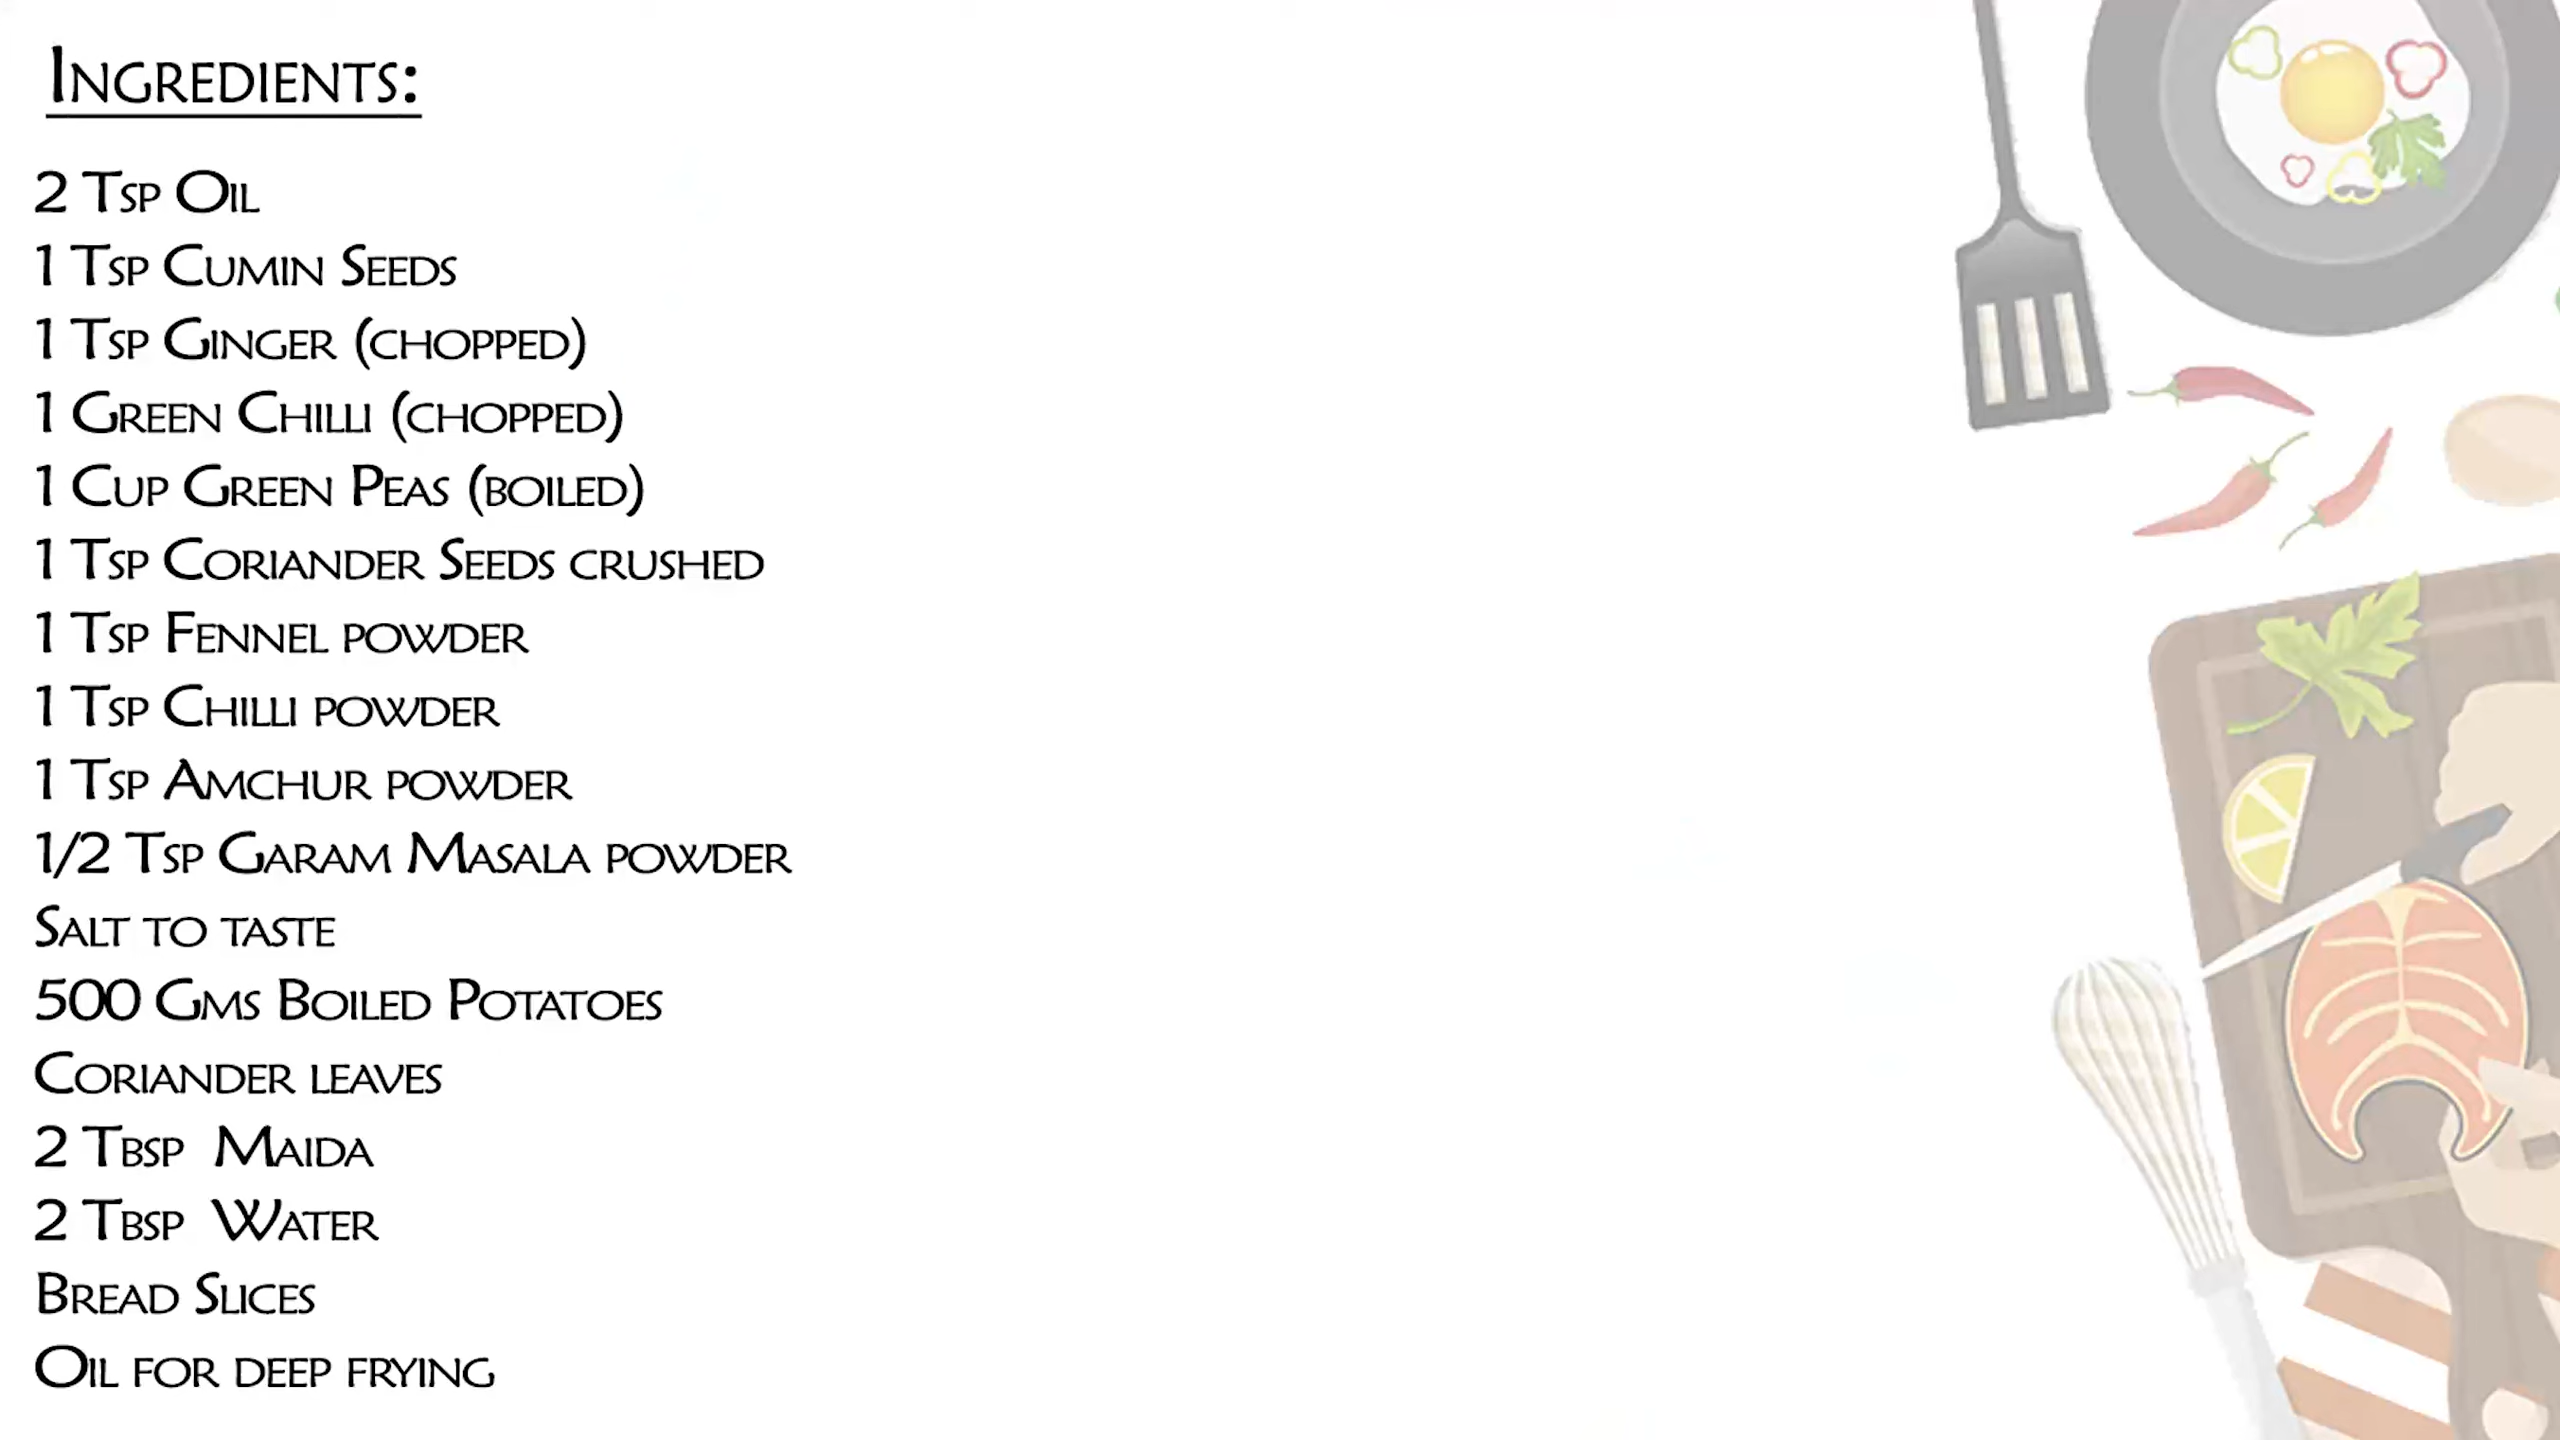 Ingredients:
2 Tsp Oil
1 Tsp Cumin Seeds
1 Tsp Ginger (chopped)
1 Green Chilli (chopped)
1 Cup Green Peas (boiled)
1 Tsp Coriander Seeds crushed
1 Tsp Fennel powder
1 Tsp Chilli powder
1 Tsp Amchur powder
1/2 Tsp Garam Masala powder
Salt to taste
500 Gms Boiled Potatoes
Coriander leaves
2 Tbsp Maida
2 Tbsp Water
Bread Slices
Oil for deep frying